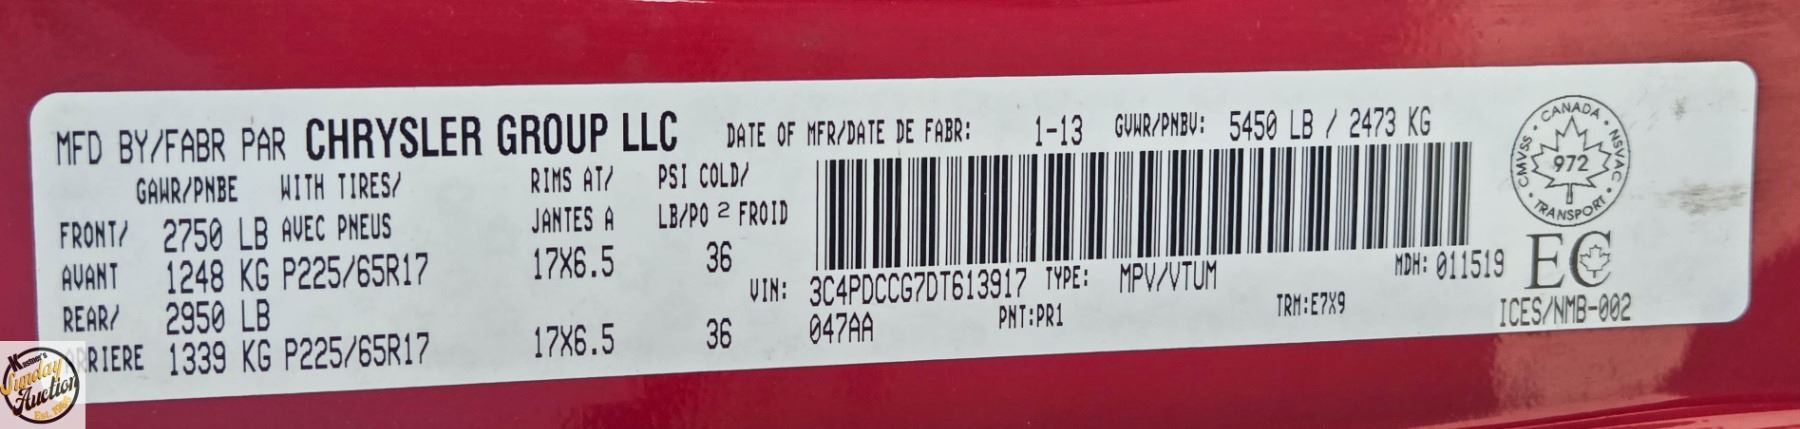 MFD BY/FABR PAR CHRYSLER GROUP LLC DATE OF MFR/DATE DE FABR: 1-13 GVWR/PNBV: 5450 LB / 2473 KG
GAWR/PNBE WITH TIRES/ RIMS AT/ PSI COLD/
FRONT/ 2750 LB AVEC PNEUS JANTES A LB/PO 2 FROID
AVANT 1248 KG P225/65R17 17X6.5 36
REAR/ 2950 LB
RIERE 1339 KG P225/65R17 17X6.5 36
VIN: 3C4PDCCG7DT613917 TYPE: MPV/VTUM MDH: 011519
047AA PNT:PR1 TRM:E7X9
CANADA · NSVAC · TRANSPORT · CMVSS ·
972
EC
ICES/NMB-002
Kastner's
Sunday
Auction